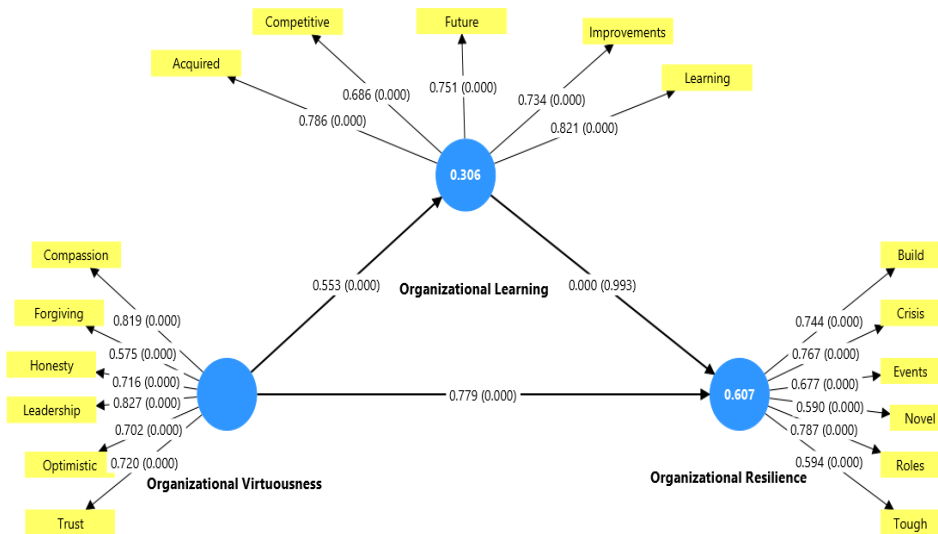 Competitive
Future
Improvements
Acquired
Learning
0.686 (0.000)
0.751 (0.000)
0.734 (0.000)
0.786 (0.000)
0.821 (0.000)
0.306
Compassion
Build
0.553 (0.000)
Organizational Learning
0.000 (0.993)
Forgiving
0.819 (0.000)
0.744 (0.000)
Crisis
Honesty
0.575 (0.000)
0.767 (0.000)
Events
0.716 (0.000)
0.677 (0.000)
Leadership
0.827 (0.000)
0.779 (0.000)
0.607
0.590 (0.000)
Novel
0.702 (0.000)
0.787 (0.000)
Optimistic
0.720 (0.000)
0.594 (0.000)
Roles
Organizational Virtuousness
Organizational Resilience
Trust
Tough